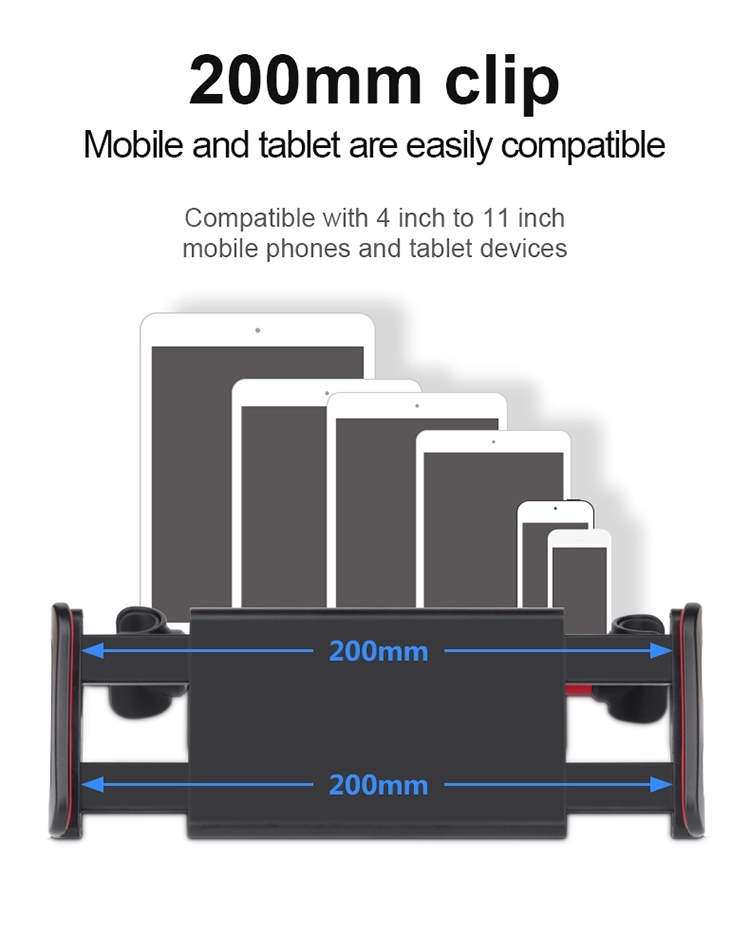 200mm clip
Mobile and tablet are easily compatible
Compatible with 4 inch to 11 inch
mobile phones and tablet devices
200mm
200mm